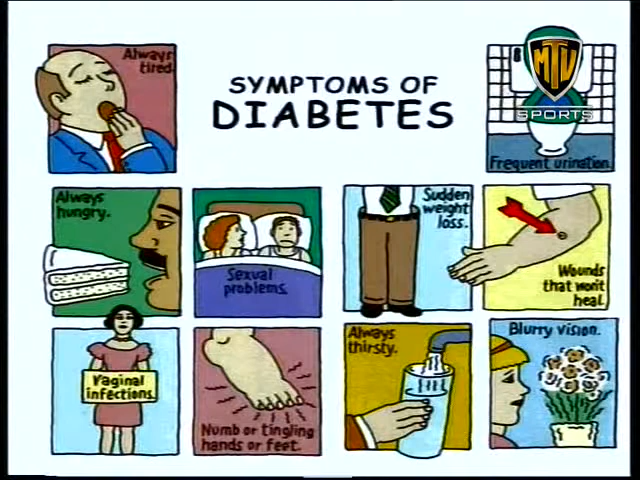 Always
tired.
SYMPTOMS OF
DIABETES
MTV
SPORTS
Frequent urination.
Always
hungry.
Sexual
problems.
Sudden
weight
loss.
Wounds
that won't
heal.
Vaginal
infections.
Numb or tingling
hands or feet.
Always
thirsty.
Blurry vision.